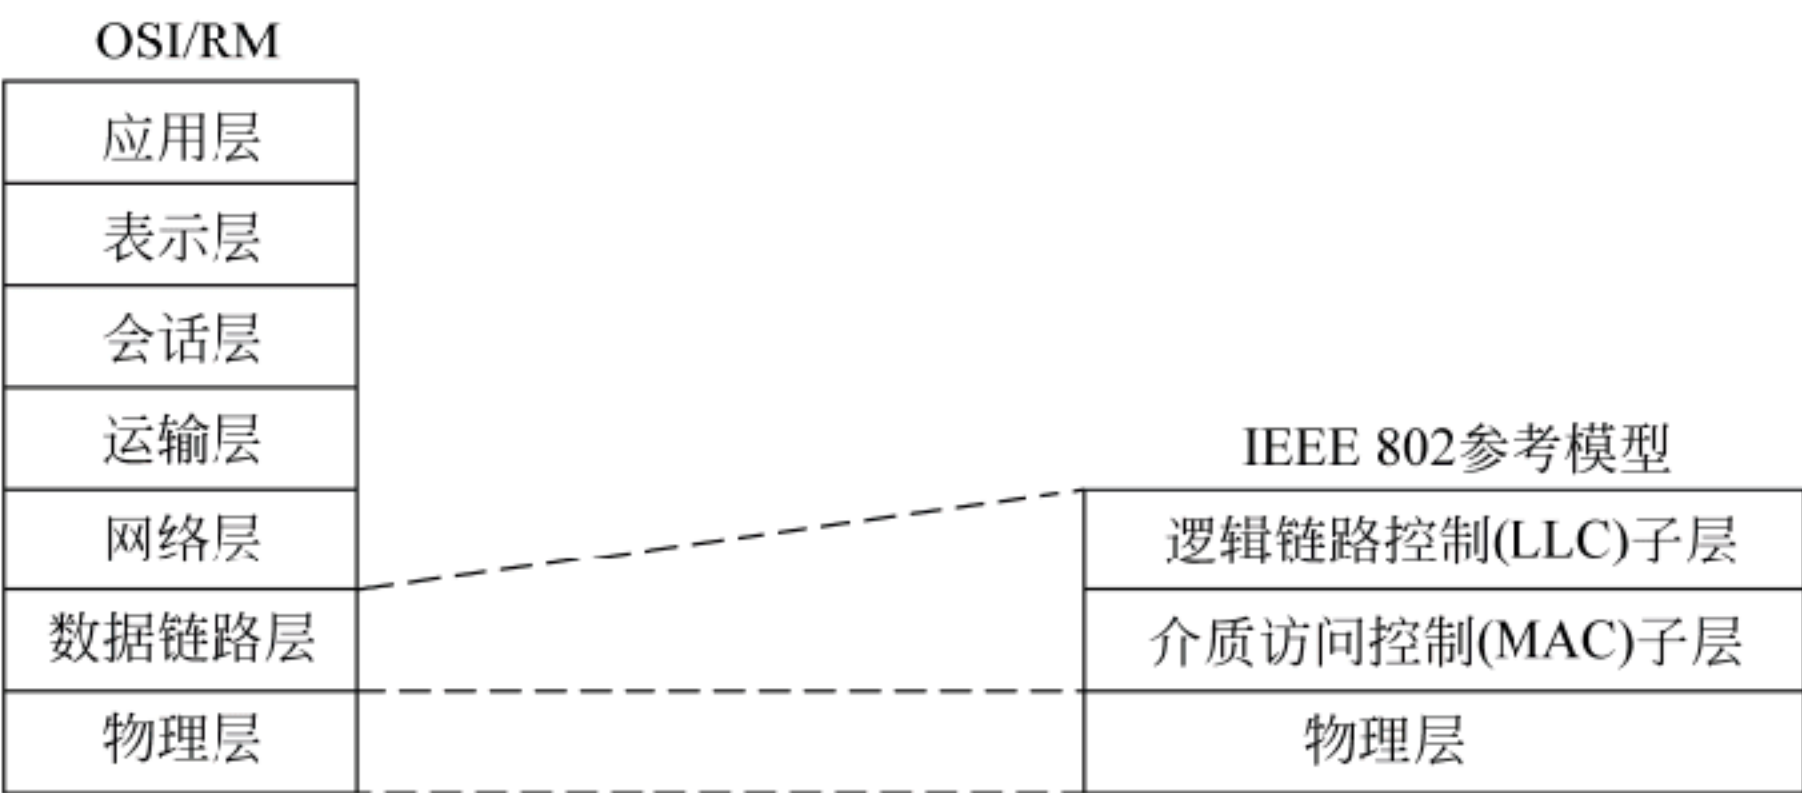 OSI/RM
应用层
表示层
会话层
运输层
网络层
数据链路层
物理层
IEEE 802参考模型
逻辑链路控制(LLC)子层
介质访问控制(MAC)子层
物理层